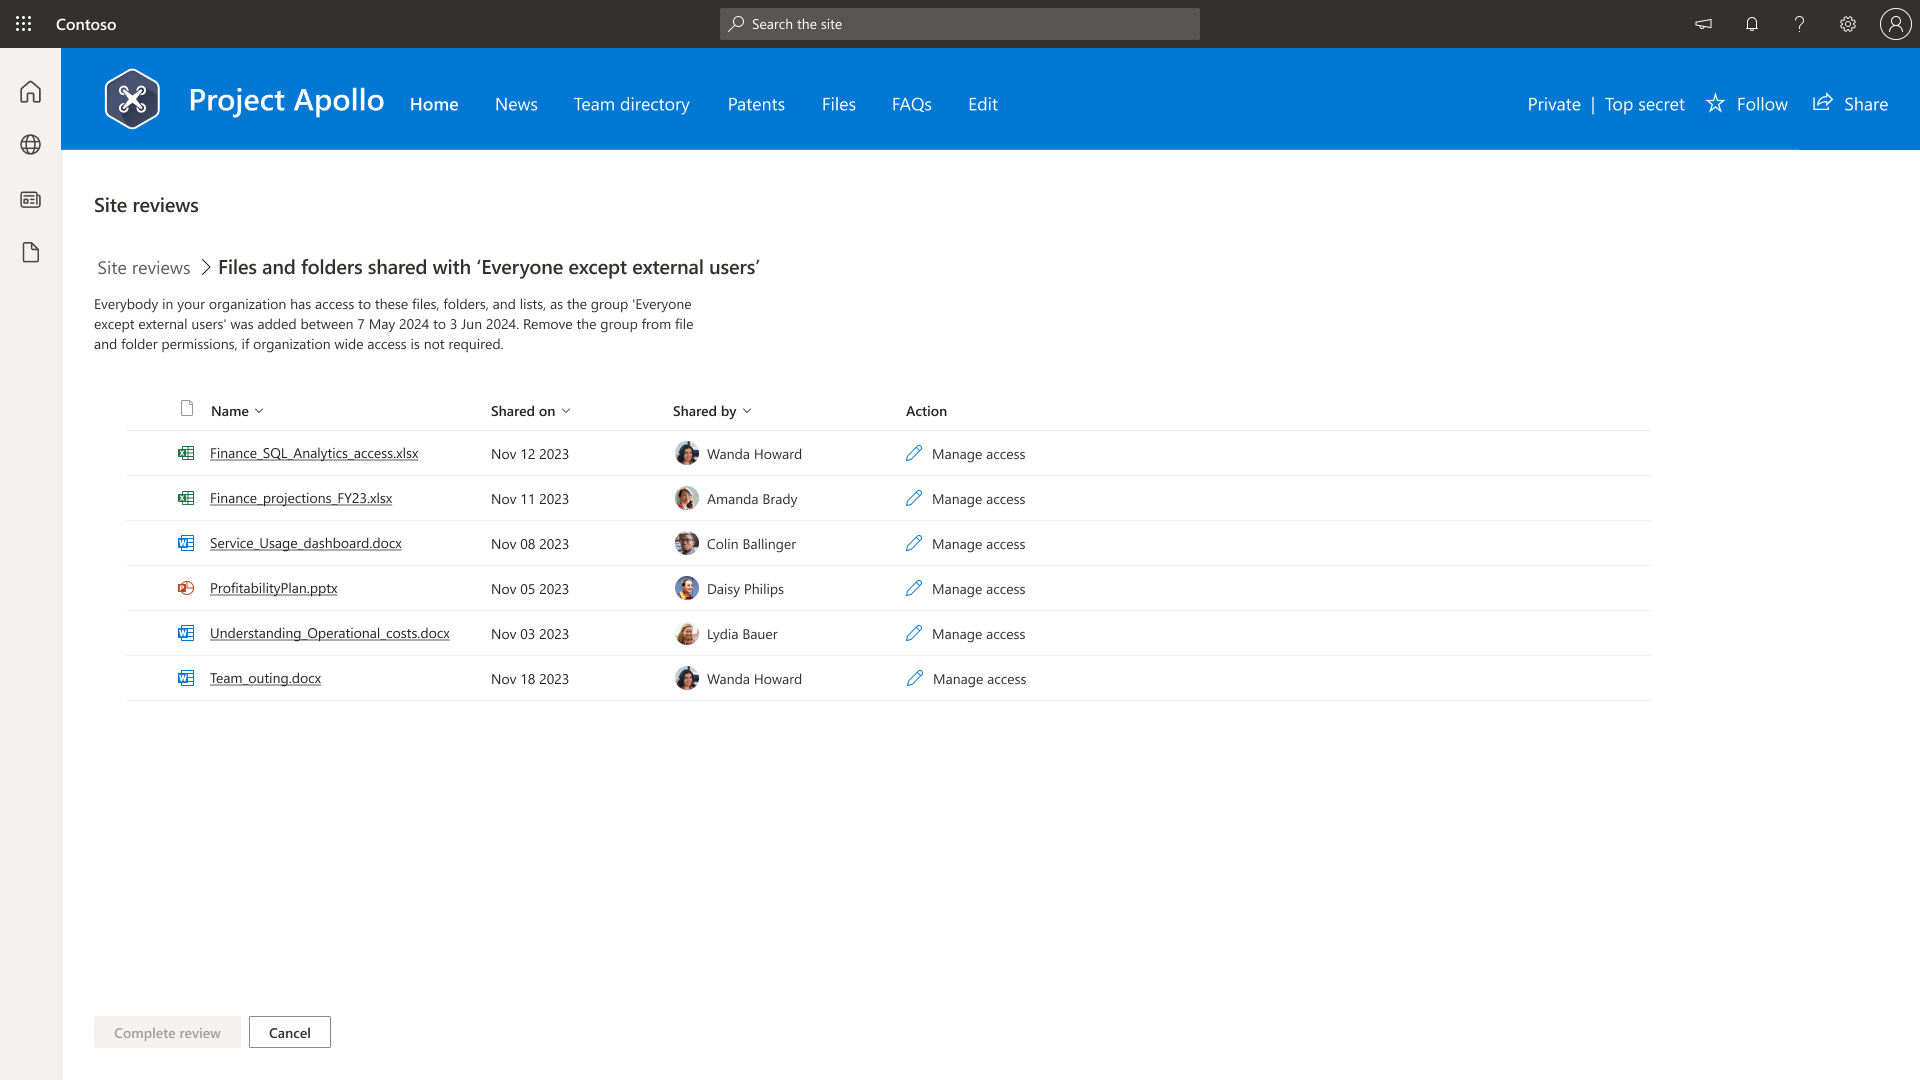 Contoso
Search the site
Project Apollo Home News Team directory Patents Files FAQs Edit Private | Top secret Follow Share
Site reviews
Site reviews > Files and folders shared with ‘Everyone except external users’
Everybody in your organization has access to these files, folders, and lists, as the group 'Everyone
except external users' was added between 7 May 2024 to 3 Jun 2024. Remove the group from file
and folder permissions, if organization wide access is not required.
Name Shared on Shared by Action
Finance_SQL_Analytics_access.xlsx Nov 12 2023 Wanda Howard Manage access
Finance_projections_FY23.xlsx Nov 11 2023 Amanda Brady Manage access
Service_Usage_dashboard.docx Nov 08 2023 Colin Ballinger Manage access
ProfitabilityPlan.pptx Nov 05 2023 Daisy Philips Manage access
Understanding_Operational_costs.docx Nov 03 2023 Lydia Bauer Manage access
Team_outing.docx Nov 18 2023 Wanda Howard Manage access
Complete review Cancel